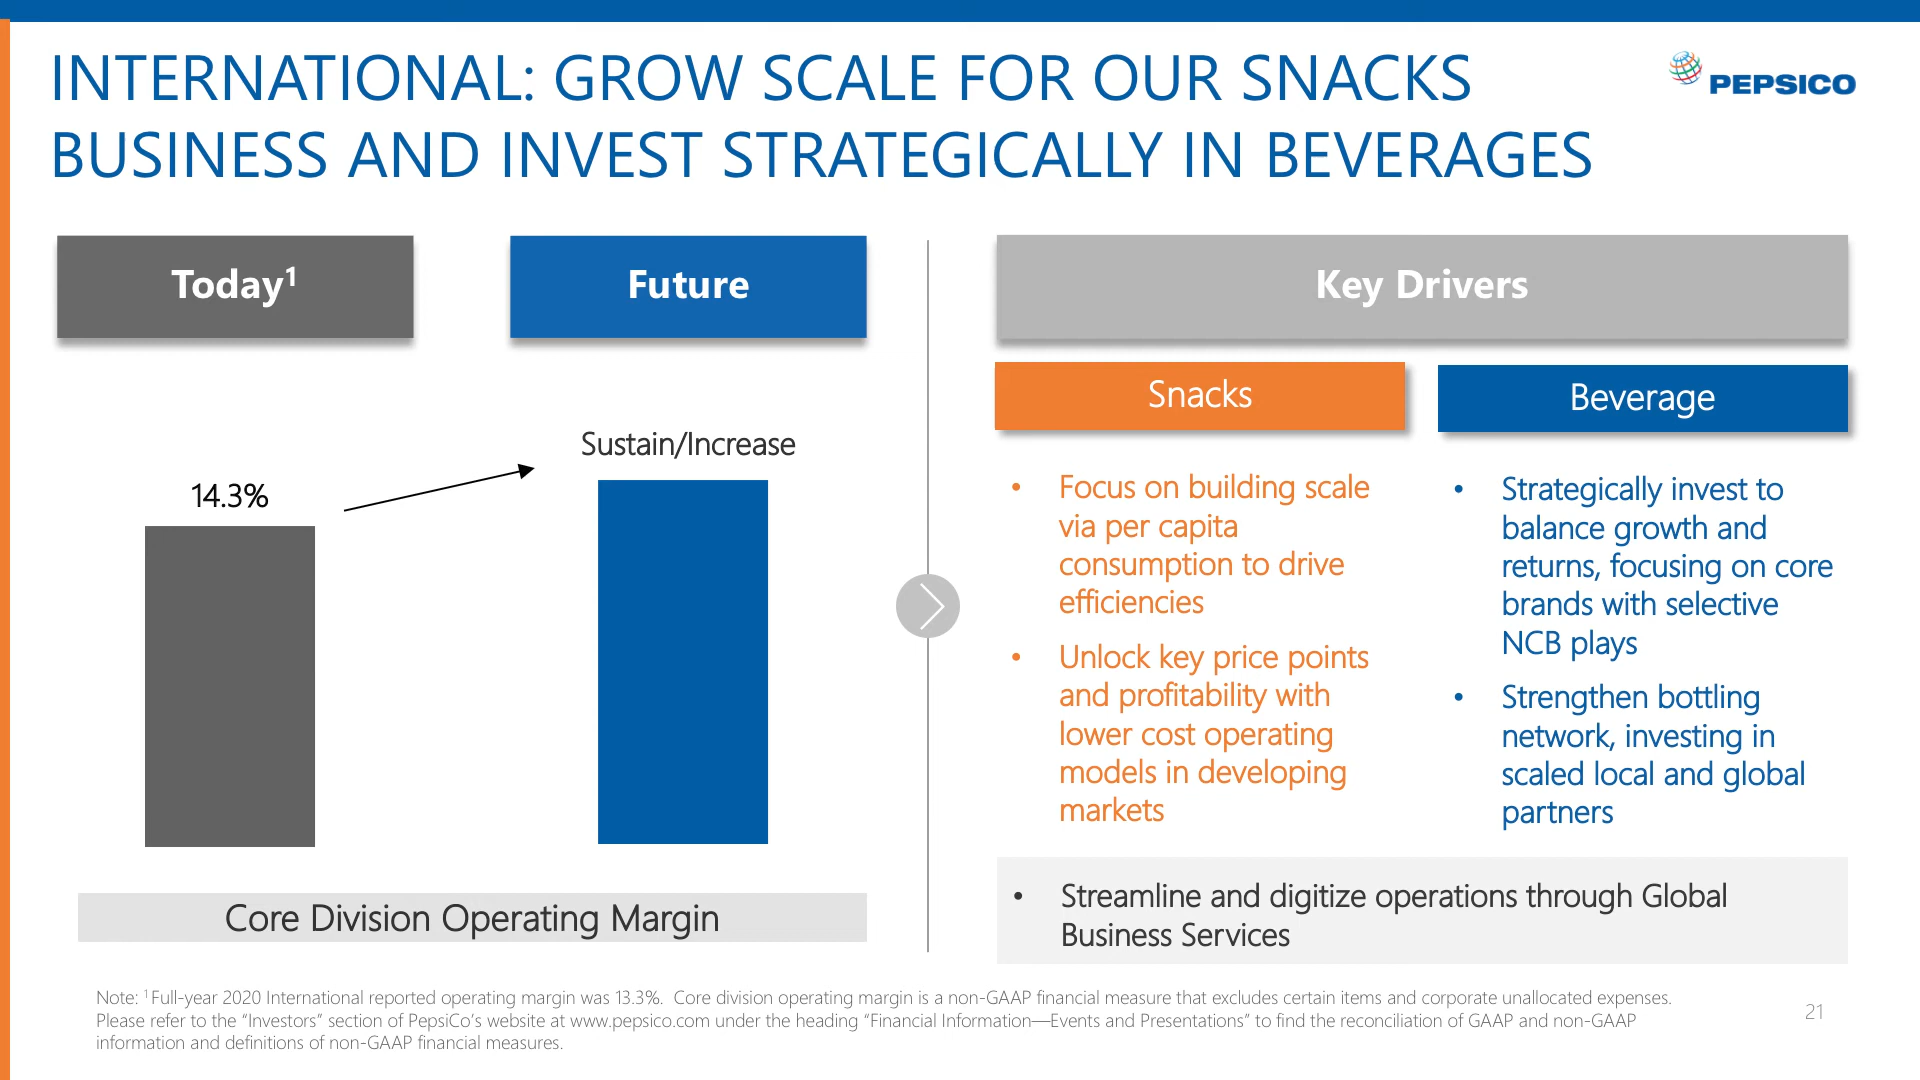 INTERNATIONAL: GROW SCALE FOR OUR SNACKS
BUSINESS AND INVEST STRATEGICALLY IN BEVERAGES
PEPSICO
Today¹
Future
Sustain/Increase
14.3%
Core Division Operating Margin
Key Drivers
Snacks
• Focus on building scale
via per capita
consumption to drive
efficiencies
• Unlock key price points
and profitability with
lower cost operating
models in developing
markets
Beverage
• Strategically invest to
balance growth and
returns, focusing on core
brands with selective
NCB plays
• Strengthen bottling
network, investing in
scaled local and global
partners
• Streamline and digitize operations through Global
Business Services
Note: ¹ Full-year 2020 International reported operating margin was 13.3%. Core division operating margin is a non-GAAP financial measure that excludes certain items and corporate unallocated expenses.
Please refer to the “Investors” section of PepsiCo’s website at www.pepsico.com under the heading “Financial Information—Events and Presentations” to find the reconciliation of GAAP and non-GAAP
information and definitions of non-GAAP financial measures.
21